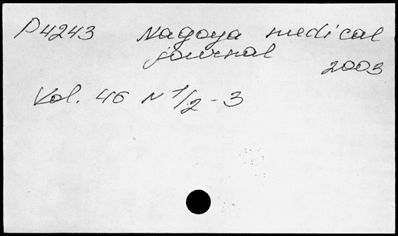 P4243 Nagoya medical
journal
2003
Vol. 46 N 1/2-3